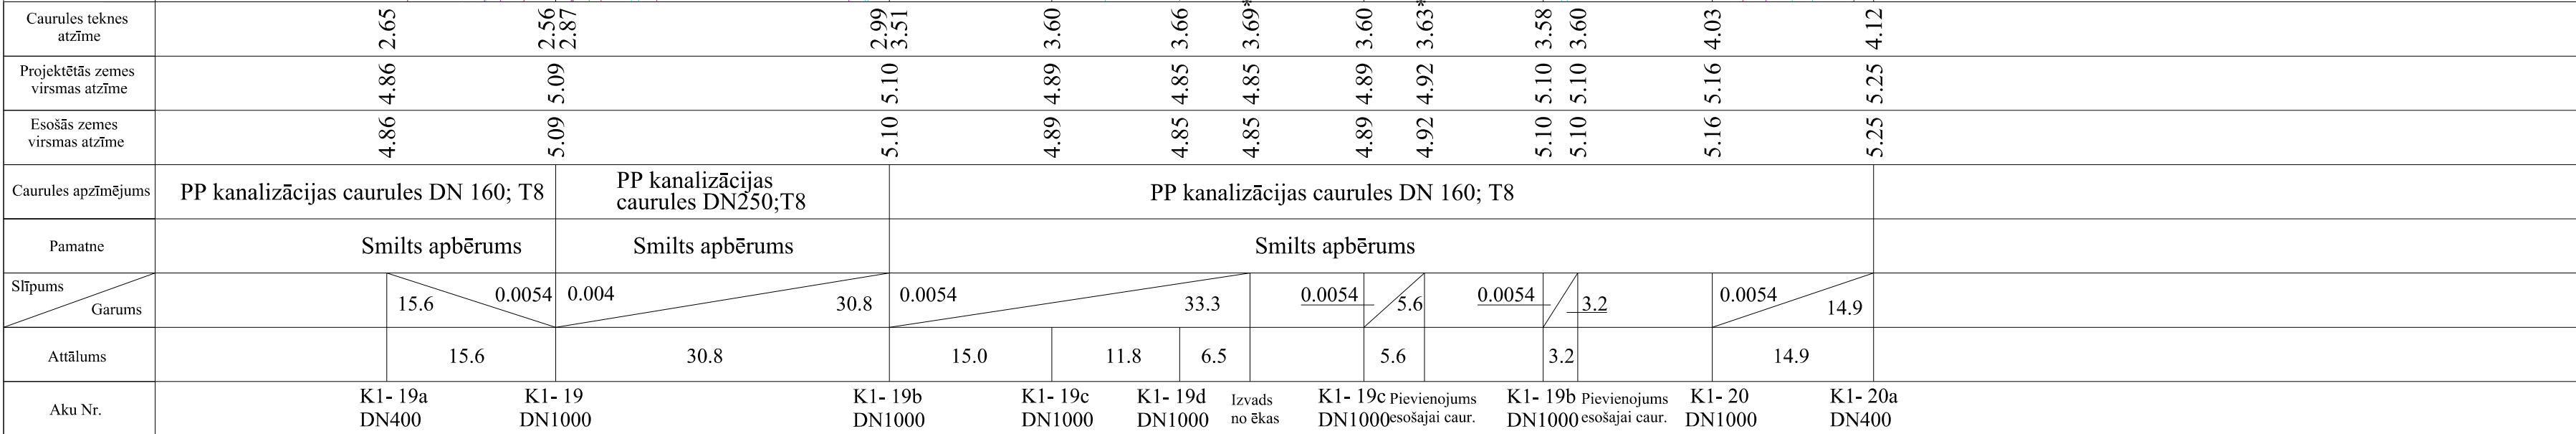 Caurules teknes
atzīme
2.65
2.56
2.87
2.99
3.51
3.60
3.66
3.69*
3.60
3.63*
3.58
3.60
4.03
4.12
Projektētās zemes
virsmas atzīme
4.86
5.09
5.10
4.89
4.85
4.85
4.89
4.92
5.10
5.10
5.16
5.25
Esošās zemes
virsmas atzīme
4.86
5.09
5.10
4.89
4.85
4.85
4.89
4.92
5.10
5.10
5.16
5.25
Caurules apzīmējums
PP kanalizācijas caurules DN 160; T8
PP kanalizācijas
caurules DN250;T8
PP kanalizācijas caurules DN 160; T8
Pamatne
Smilts apbērums
Smilts apbērums
Smilts apbērums
Slīpums
Garums
15.6
0.0054
0.004
30.8
0.0054
33.3
0.0054
5.6
0.0054
3.2
0.0054
14.9
Attālums
15.6
30.8
15.0
11.8
6.5
5.6
3.2
14.9
Aku Nr.
K1- 19a
DN400
K1- 19
DN1000
K1- 19b
DN1000
K1- 19c
DN1000
K1- 19d
DN1000
Izvads
no ēkas
K1- 19c
DN1000
Pievienojums
esošajai caur.
K1- 19b
DN1000
Pievienojums
esošajai caur.
K1- 20
DN1000
K1- 20a
DN400